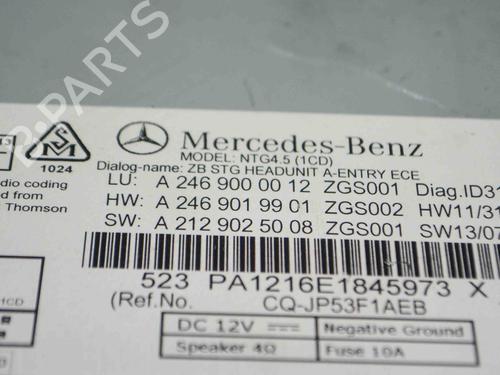 B-PARTS
Mercedes-Benz
MODEL: NTG4.5 (1CD)
1024
Dialog-name: ZB STG HEADUNIT A-ENTRY ECE
dio coding
LU: A 246 900 00 12 ZGS001 Diag.ID31
Thomson
HW: A 246 901 99 01 ZGS002 HW11/31
SW: A 212 902 50 08 ZGS001 SW13/07
523 PA1216E1845973 X
(Ref.No. CQ-JP53F1AEB
CD
DC 12V Negative Ground
Speaker 4Ω Fuse 10A